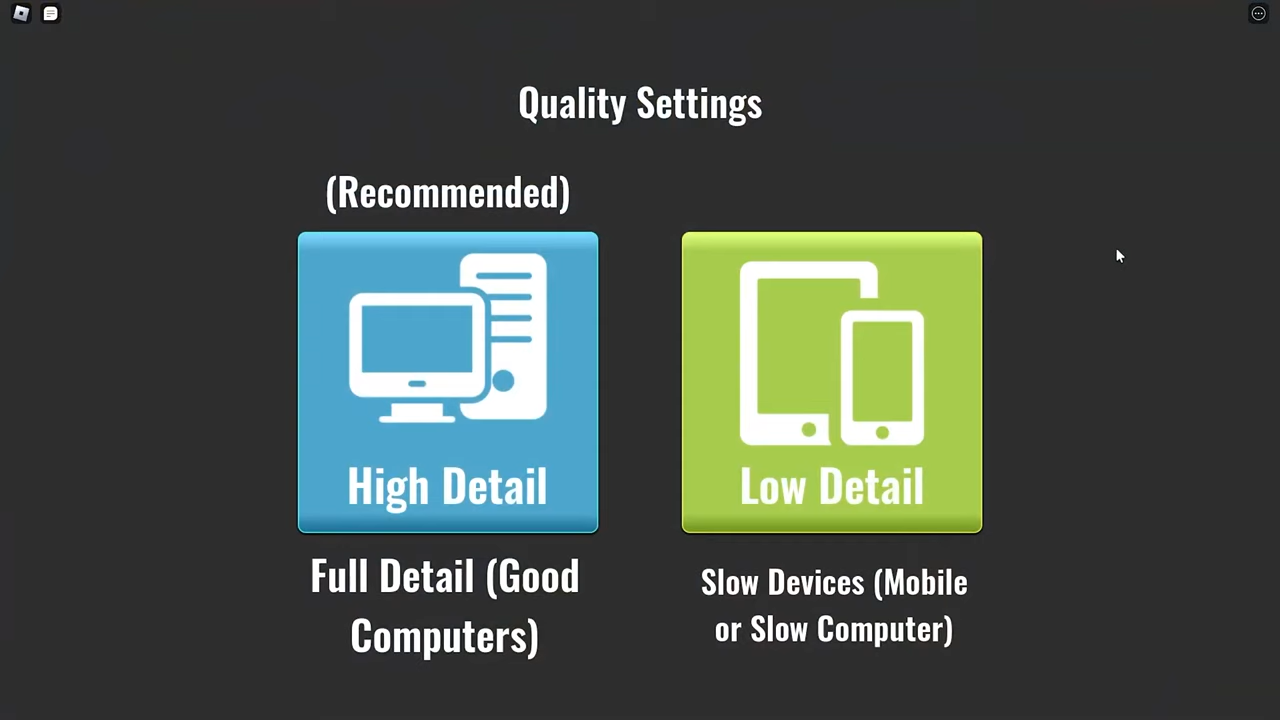 Quality Settings
(Recommended)
High Detail
Low Detail
Full Detail (Good
Computers)
Slow Devices (Mobile
or Slow Computer)